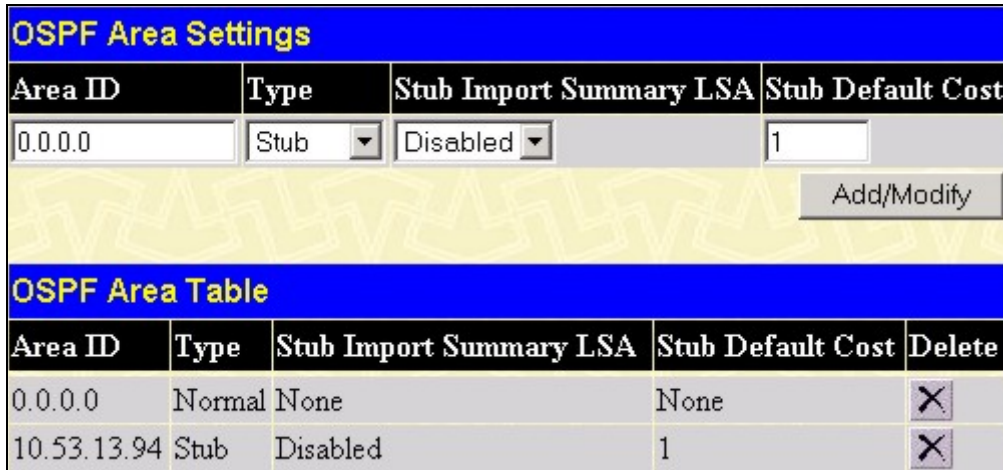 OSPF Area Settings
Area ID Type Stub Import Summary LSA Stub Default Cost
0.0.0.0 Stub Disabled 1
Add/Modify
OSPF Area Table
Area ID Type Stub Import Summary LSA Stub Default Cost Delete
0.0.0.0 Normal None None
10.53.13.94 Stub Disabled 1